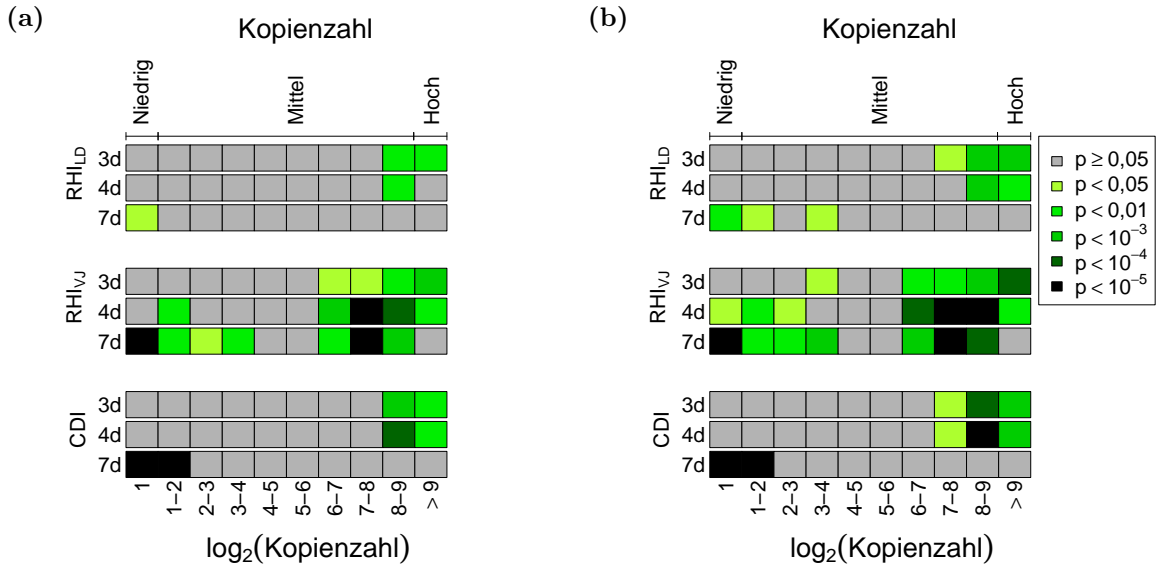 (a)
Kopienzahl
Niedrig
Mittel
Hoch
RHI_LD
3d
4d
7d
RHI_VJ
3d
4d
7d
CDI
3d
4d
7d
1
1−2
2−3
3−4
4−5
5−6
6−7
7−8
8−9
> 9
log₂(Kopienzahl)
(b)
Kopienzahl
Niedrig
Mittel
Hoch
RHI_LD
3d
4d
7d
RHI_VJ
3d
4d
7d
CDI
3d
4d
7d
1
1−2
2−3
3−4
4−5
5−6
6−7
7−8
8−9
> 9
log₂(Kopienzahl)
p ≥ 0,05
p < 0,05
p < 0,01
p < 10⁻³
p < 10⁻⁴
p < 10⁻⁵